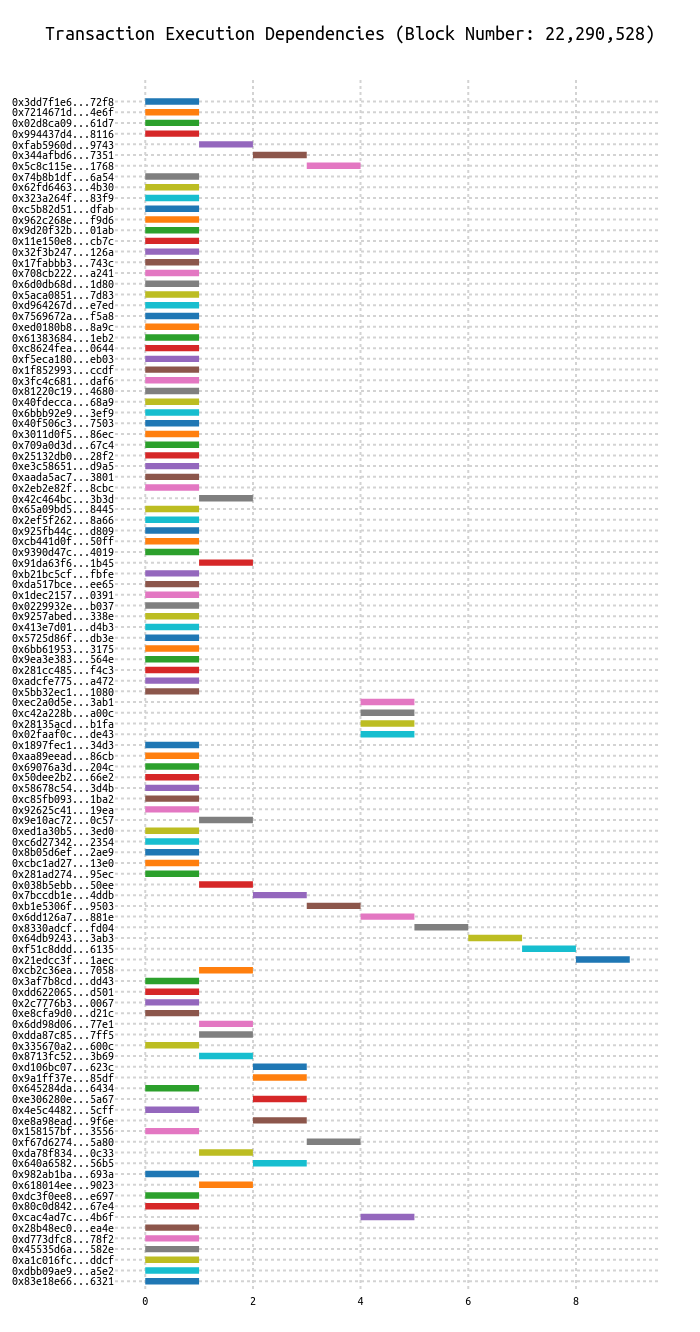 Transaction Execution Dependencies (Block Number: 22,290,528)
0x3dd7f1e6...72f8
0x7214671d...4e6f
0x02d8ca09...61d7
0x994437d4...8116
0xfab5960d...9743
0x344afbd6...7351
0x5c8c115e...1768
0x74b8b1df...6a54
0x62fd6463...4b30
0x323a264f...83f9
0xc5b82d51...dfab
0x962c268e...f9d6
0x9d20f32b...01ab
0x11e150e8...cb7c
0x32f3b247...126a
0x17fabbb3...743c
0x708cb222...a241
0x6d0db68d...1d80
0x5aca0851...7d83
0xd964267d...e7ed
0x7569672a...f5a8
0xed0180b8...8a9c
0x61383684...1eb2
0xc8624fea...0644
0xf5eca180...eb03
0x1f852993...ccdf
0x3fc4c681...daf6
0x81220c19...4680
0x40fdecca...68a9
0x6bbb92e9...3ef9
0x40f506c3...7503
0x3011d0f5...86ec
0x709a0d3d...67c4
0x25132db0...28f2
0xe3c58651...d9a5
0xaada5ac7...3801
0x2eb2e82f...8cbc
0x42c464bc...3b3d
0x65a09bd5...8445
0x2ef5f262...8a66
0x925fb44c...d809
0xcb441d0f...50ff
0x9390d47c...4019
0x91da63f6...1b45
0xb21bc5cf...fbfe
0xda517bce...ee65
0x1dec2157...0391
0x0229932e...b037
0x9257abed...338e
0x413e7d01...d4b3
0x5725d86f...db3e
0x6bb61953...3175
0x9ea3e383...564e
0x281cc485...f4c3
0xadcfe775...a472
0x5bb32ec1...1080
0xec2a0d5e...3ab1
0xc42a228b...a00c
0x28135acd...b1fa
0x02faaf0c...de43
0x1897fec1...34d3
0xaa89eead...86cb
0x69076a3d...204c
0x50dee2b2...66e2
0x58678c54...3d4b
0xc85fb093...1ba2
0x92625c41...19ea
0x9e10ac72...0c57
0xed1a30b5...3ed0
0xc6d27342...2354
0x8b05d6ef...2ae9
0xcbc1ad27...13e0
0x281ad274...95ec
0x038b5ebb...50ee
0x7bccdb1e...4ddb
0xb1e5306f...9503
0x6dd126a7...881e
0x8330adcf...fd04
0x64db9243...3ab3
0xf51c8ddd...6135
0x21edcc3f...1aec
0xcb2c36ea...7058
0x3af7b8cd...dd43
0xdd622065...d501
0x2c7776b3...0067
0xe8cfa9d0...d21c
0x6dd98d06...77e1
0xdda87c85...7ff5
0x335670a2...600c
0x8713fc52...3b69
0xd106bc07...623c
0x9a1ff37e...85df
0x645284da...6434
0xe306280e...5a67
0x4e5c4482...5cff
0xe8a98ead...9f6e
0x158157bf...3556
0xf67d6274...5a80
0xda78f834...0c33
0x640a6582...56b5
0x982ab1ba...693a
0x618014ee...9023
0xdc3f0ee8...e697
0x80c0d842...67e4
0xcac4ad7c...4b6f
0x28b48ec0...ea4e
0xd773dfc8...78f2
0x45535d6a...582e
0xa1c016fc...ddcf
0xdbb09ae9...a5e2
0x83e18e66...6321
0 2 4 6 8